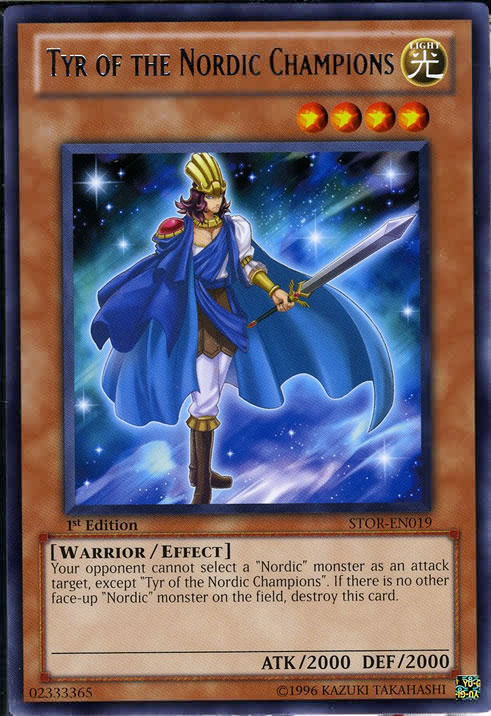 TYR OF THE NORDIC CHAMPIONS
LIGHT
光
1st Edition
STOR-EN019
[WARRIOR / EFFECT]
Your opponent cannot select a "Nordic" monster as an attack
target, except "Tyr of the Nordic Champions". If there is no other
face-up "Nordic" monster on the field, destroy this card.
ATK/2000 DEF/2000
02333365
©1996 KAZUKI TAKAHASHI